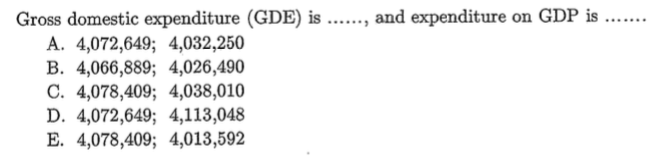 Gross domestic expenditure (GDE) is ......, and expenditure on GDP is .......
A. 4,072,649; 4,032,250
B. 4,066,889; 4,026,490
C. 4,078,409; 4,038,010
D. 4,072,649; 4,113,048
E. 4,078,409; 4,013,592